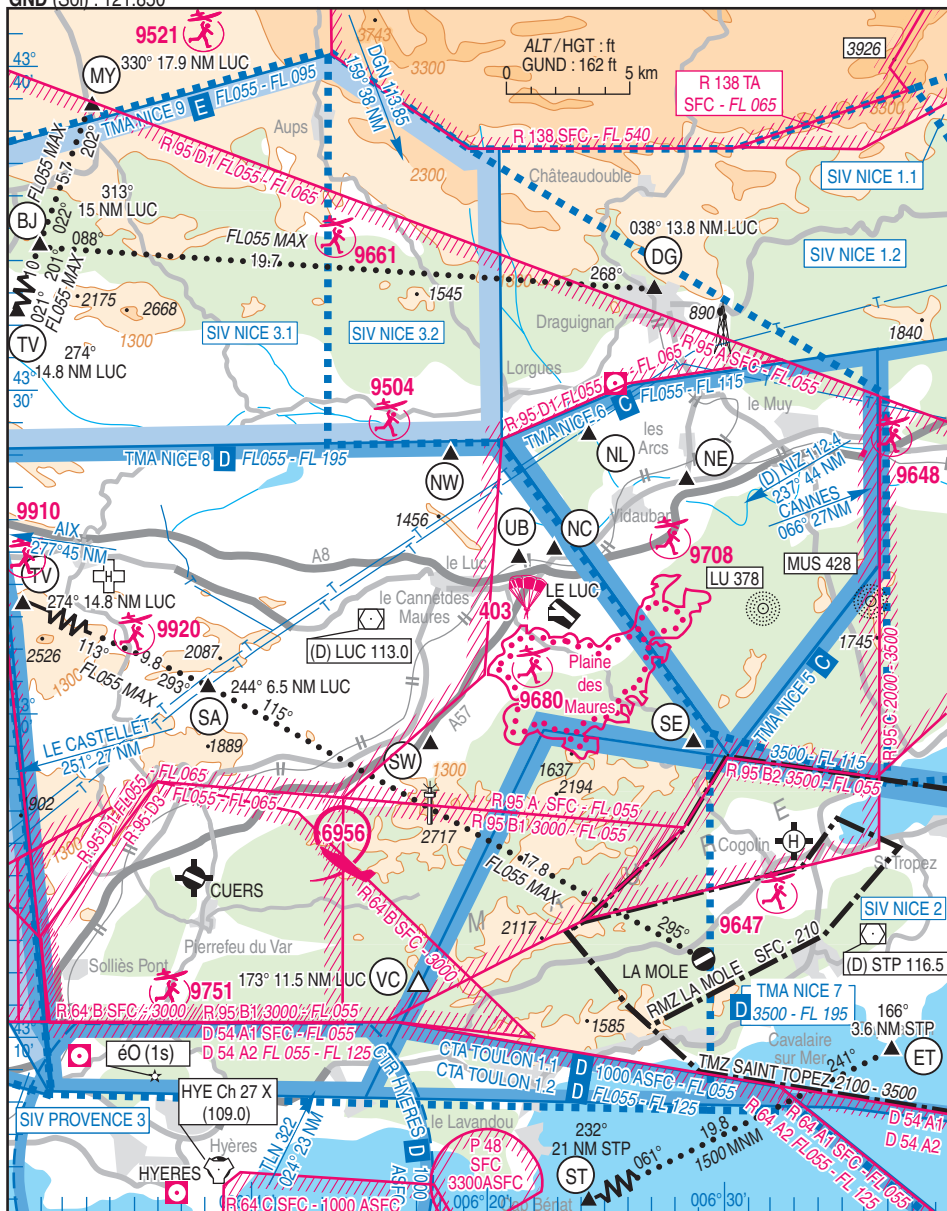 GND (Sol) : 121.850
9521
3743
3300
43°
40'
MY
330° 17.9 NM LUC
DGN 113.85
159° 38 NM
ALT / HGT : ft
GUND : 162 ft
0
5 km
3926
R 138 TA
SFC - FL 065
3300
TMA NICE 9 E FL055 - FL 095
Aups
R 138 SFC - FL 540
202°
5.7
FL055 MAX
022°
R 95 D1 FL055 - FL 065
2300
Châteaudouble
SIV NICE 1.1
BJ
313°
15 NM LUC
088°
FL055 MAX
9661
19.7
268°
038° 13.8 NM LUC
DG
SIV NICE 1.2
10
201°
021°
FL055 MAX
2175
2668
1300
1545
890
1840
SIV NICE 3.1
SIV NICE 3.2
Draguignan
TV
274°
14.8 NM LUC
43°
30'
Lorgues
R 95 A SFC - FL 055
R 95 D1 FL055 - FL 065
TMA NICE 6 C FL055 - FL 115
le Muy
9504
les
Arcs
TMA NICE 8 D FL055 - FL 195
NW
NL
NE
(D) NIZ 112.4
237° 44 NM
CANNES
066° 27NM
9648
9910
AIX
277° 45 NM
1456
UB
NC
Vidauban
A8
le Luc
9708
TV
274° 14.8 NM LUC
H
le Cannet des
Maures
403
LE LUC
LU 378
MUS 428
9920
(D) LUC 113.0
2526
1300
2087
113°
9.8
293°
FL055 MAX
244° 6.5 NM LUC
115°
SA
1745
Plaine
des
Maures
9680
TMA NICE 5 C
3500 - FL 115
R 95 C 2000 - 3500
LE CASTELLET
251° 27 NM
1889
A57
SW
SE
1300
1637
2194
R 95 B2 3500 - FL 055
902
R 95 D1 FL055 - FL 065
R 95 D3
FL055 - FL 065
1300
2717
R 95 A SFC - FL 055
R 95 B1 3000 - FL 055
6956
E
Cogolin
H
St Tropez
CUERS
17.8
FL055 MAX
M
2117
295°
9647
SIV NICE 2
R 64 B SFC - 3000
Pierrefeu du Var
Solliès Pont
173° 11.5 NM LUC
VC
LA MOLE
RMZ LA MOLE SFC - 210
(D) STP 116.5
9751
R 64 B SFC - 3000
R 95 B1 3000 - FL 055
D 54 A1 SFC - FL 055
D 54 A2 FL 055 - FL 125
1585
TMA NICE 7
D 3500 - FL 195
166°
3.6 NM STP
ET
43°
10'
éO (1s)
HYE Ch 27 X
(109.0)
CTA TOULON 1.1 D 1000 ASFC - FL055
CTA TOULON 1.2 D FL055 - FL 125
Cavalaire
sur Mer
241°
TMZ SAINT TOPEZ 2100 - 3500
SIV PROVENCE 3
TLN 322
024° 23 NM
CTR HYERES D 1000
ASFC
le Lavandou
232°
21 NM STP
19.8
1500 MNM
R 64 A1 SFC - FL 055
R 64 A2 FL 055 - FL 125
D 54 A1
D 54 A2
Hyères
HYERES
P 48
SFC
3300ASFC
ST
061°
R 64 C SFC - 1000 ASFC
006° 20'
Bénat
006° 30'